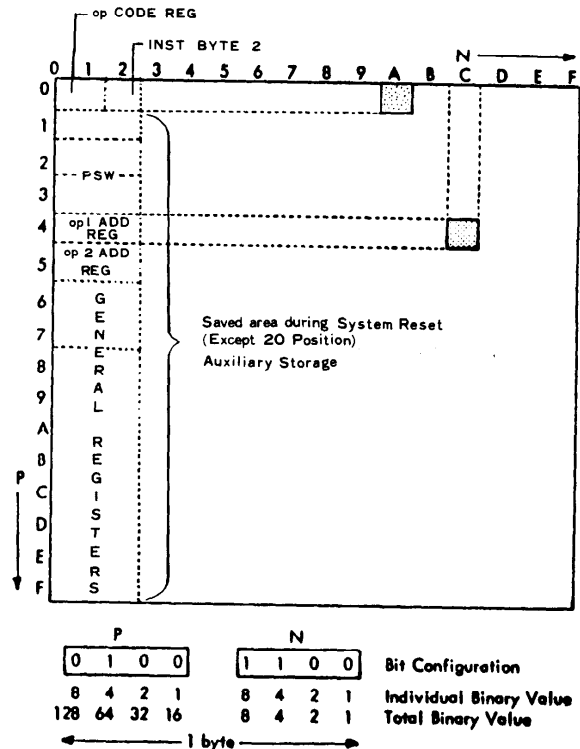 op CODE REG
INST BYTE 2
N
0 1 2 3 4 5 6 7 8 9 A B C D E F
0
1
2
PSW
3
4
op 1 ADD
REG
5
op 2 ADD
REG
6
7
8
9
A
B
C
D
E
F
P
GENERAL REGISTERS
Saved area during System Reset
(Except 20 Position)
Auxiliary Storage
P N
0 1 0 0 1 1 0 0 Bit Configuration
8 4 2 1 8 4 2 1 Individual Binary Value
128 64 32 16 8 4 2 1 Total Binary Value
1 byte